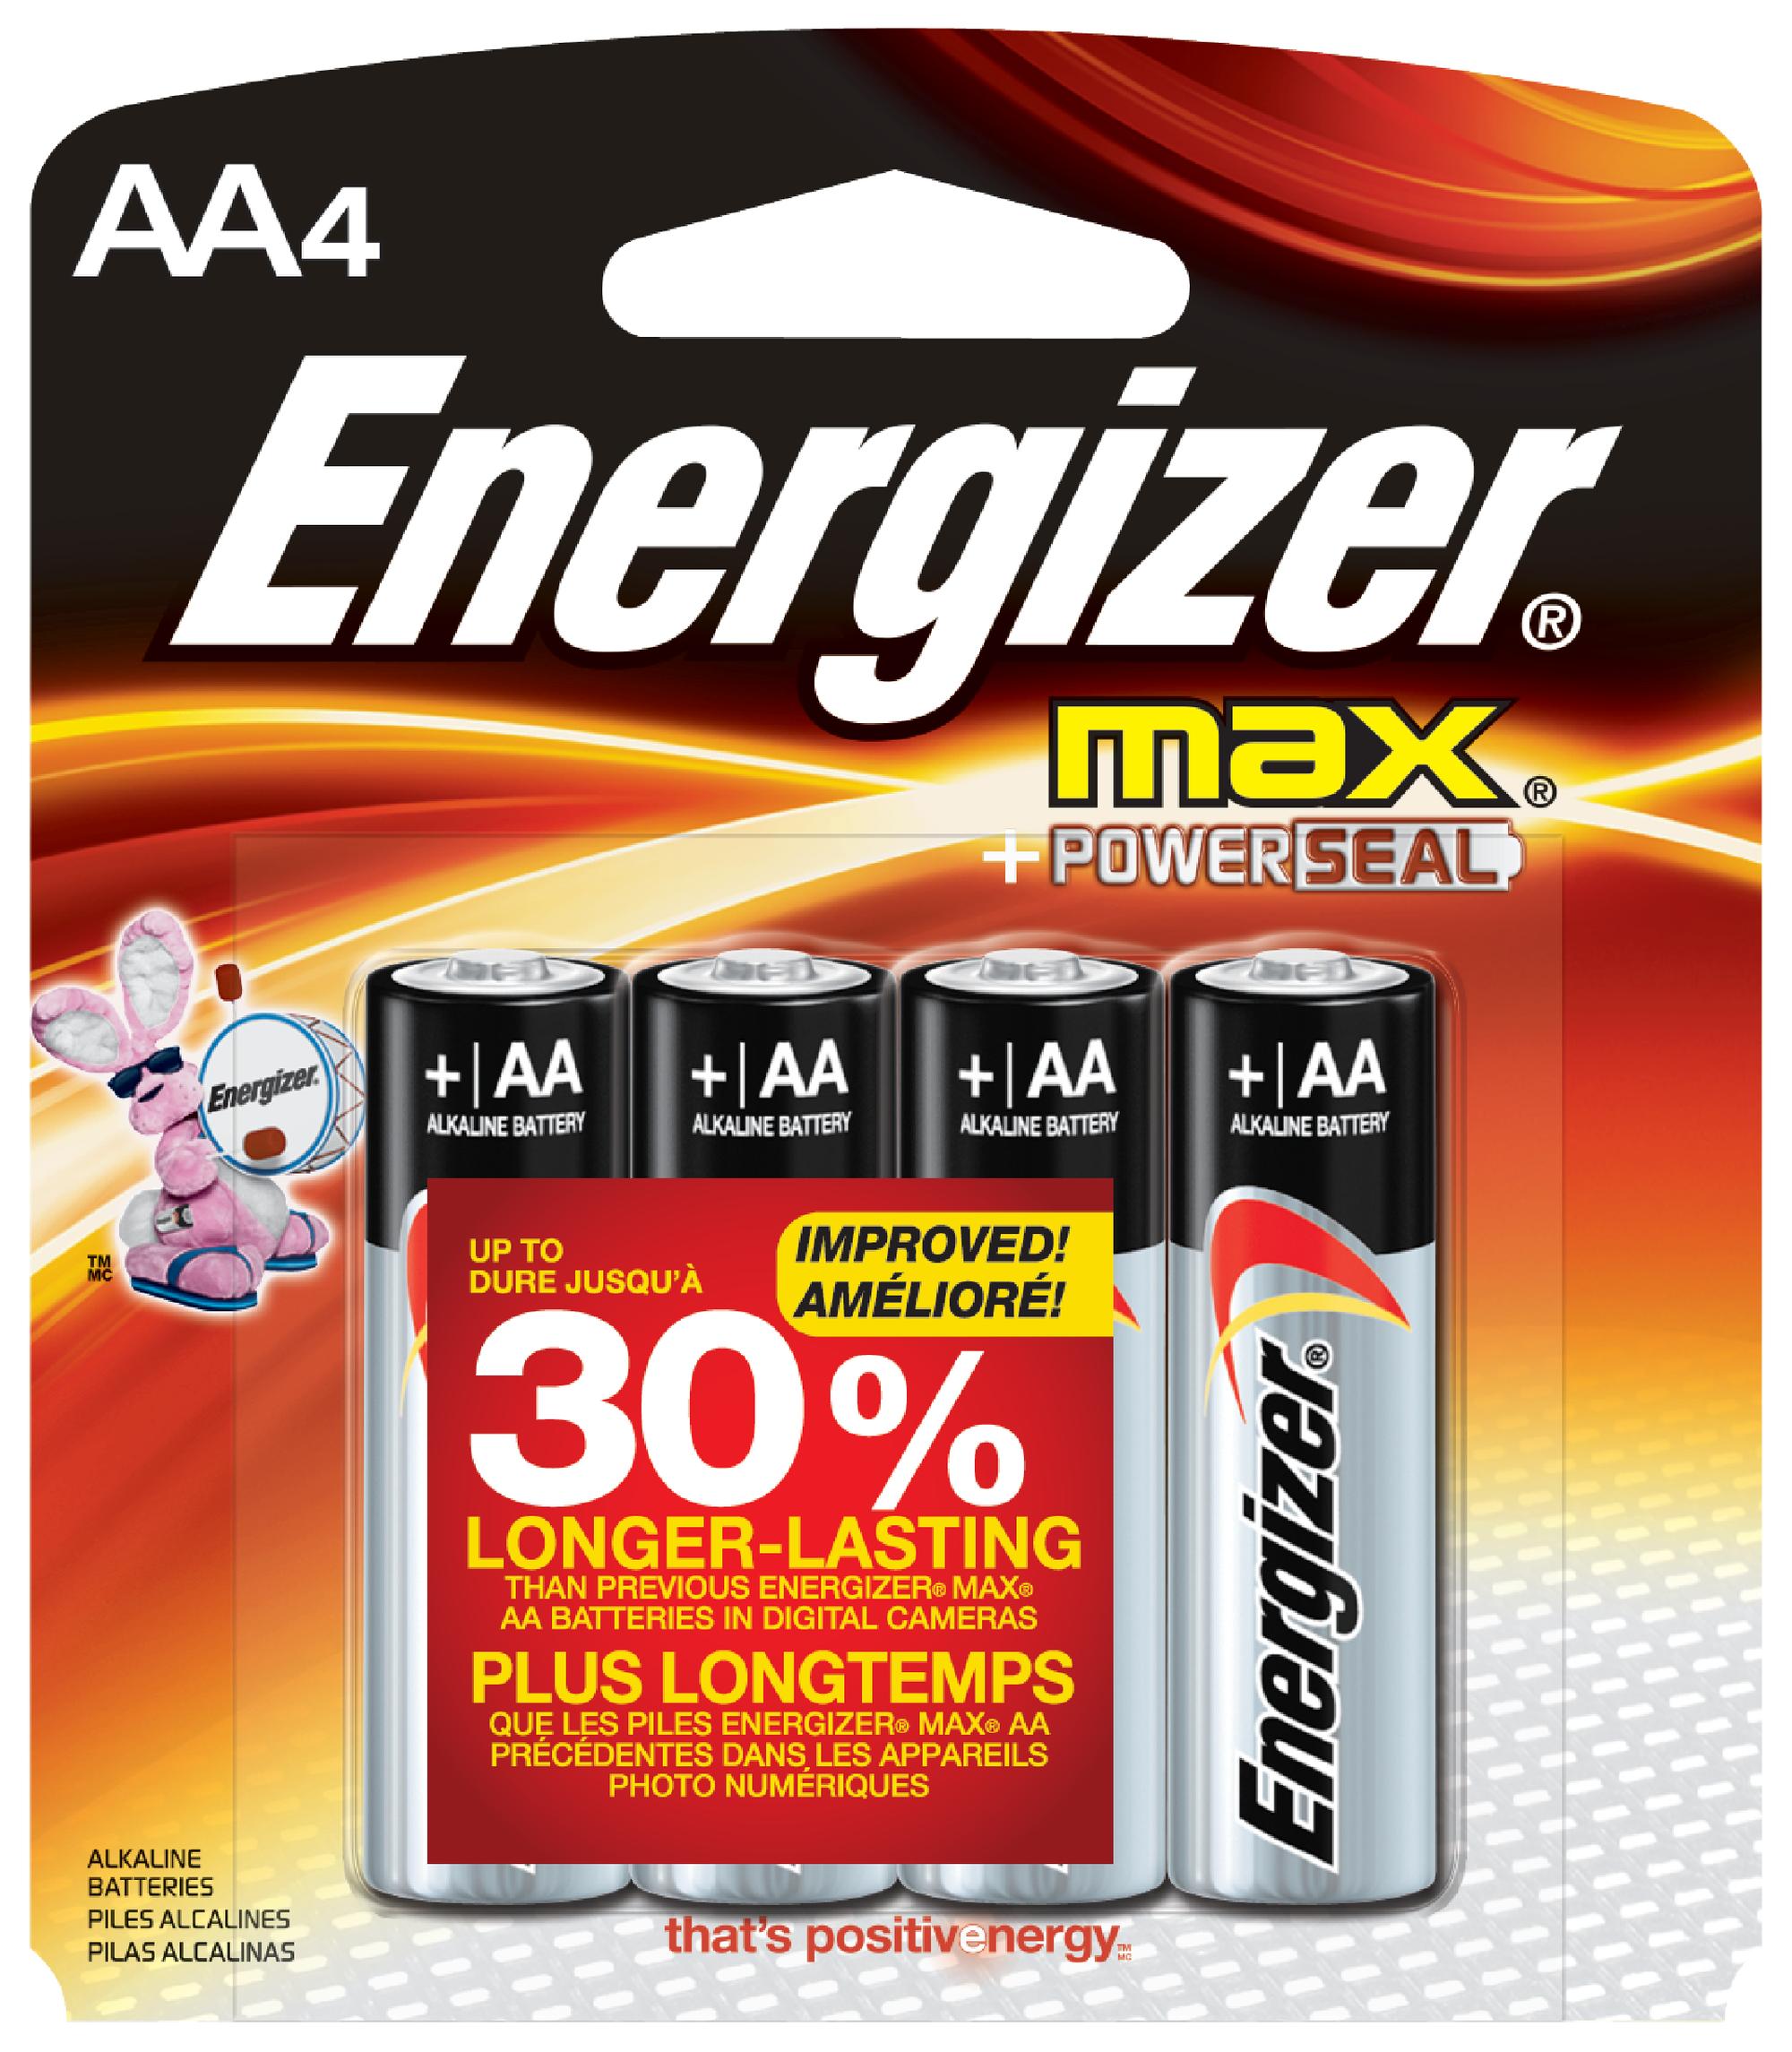 AA4
Energizer®
max®
+POWERSEAL
+|AA
ALKALINE BATTERY
+|AA
ALKALINE BATTERY
+|AA
ALKALINE BATTERY
+|AA
ALKALINE BATTERY
Energizer.
TM
MC
UP TO
DURE JUSQU'À
IMPROVED!
AMÉLIORÉ!
30%
LONGER-LASTING
THAN PREVIOUS ENERGIZER® MAX®
AA BATTERIES IN DIGITAL CAMERAS
PLUS LONGTEMPS
QUE LES PILES ENERGIZER® MAX® AA
PRÉCÉDENTES DANS LES APPAREILS
PHOTO NUMÉRIQUES
Energizer®
ALKALINE
BATTERIES
PILES ALCALINES
PILAS ALCALINAS
that's positivenergy™
MC